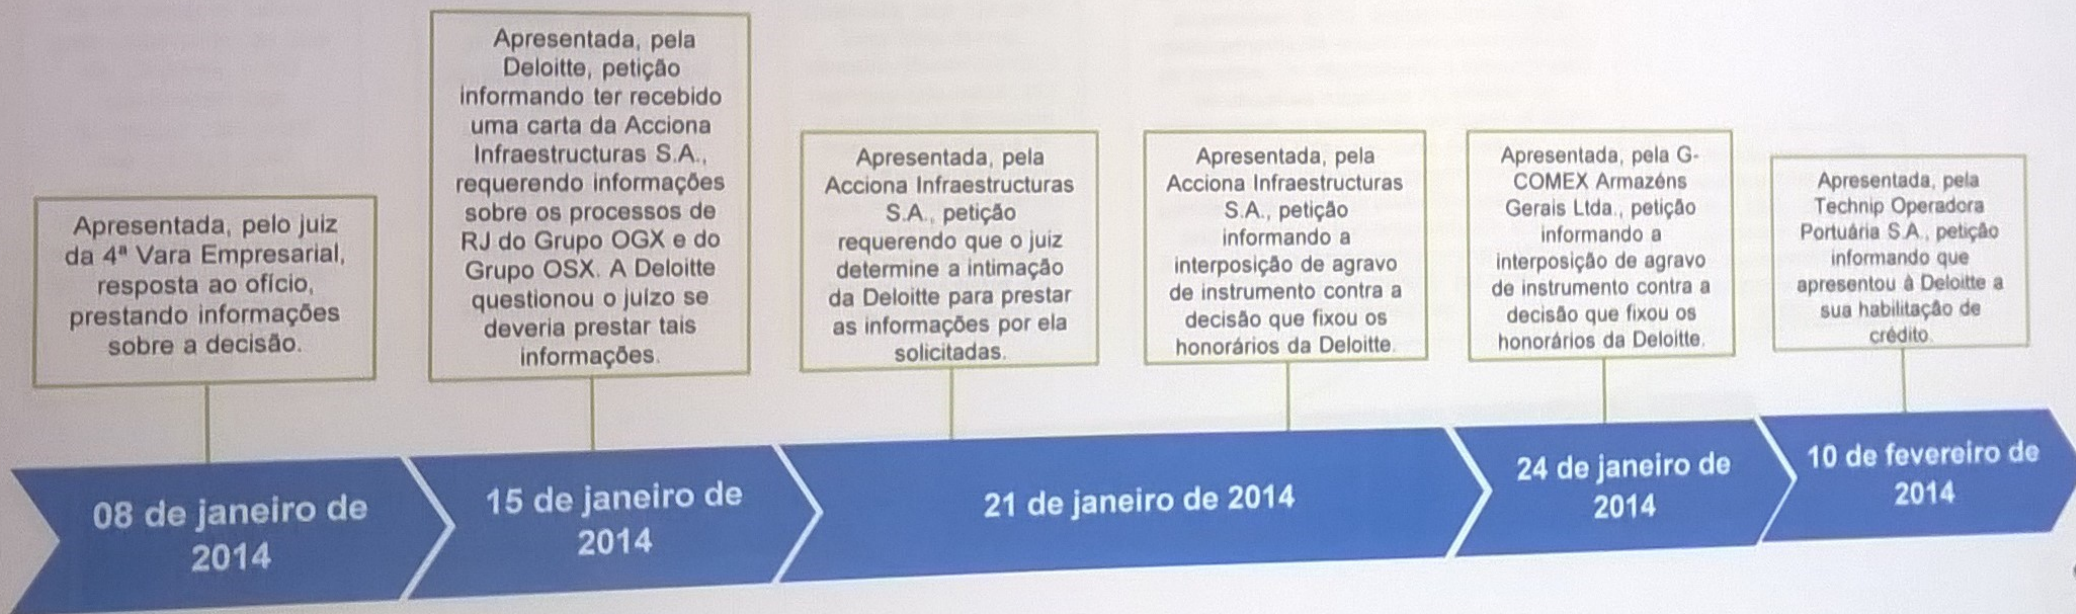 Apresentada, pelo juiz
da 4ª Vara Empresarial,
resposta ao ofício,
prestando informações
sobre a decisão.
Apresentada, pela
Deloitte, petição
informando ter recebido
uma carta da Acciona
Infraestructuras S.A.,
requerendo informações
sobre os processos de
RJ do Grupo OGX e do
Grupo OSX. A Deloitte
questionou o juízo se
deveria prestar tais
informações.
Apresentada, pela
Acciona Infraestructuras
S.A., petição
requerendo que o juiz
determine a intimação
da Deloitte para prestar
as informações por ela
solicitadas.
Apresentada, pela
Acciona Infraestructuras
S.A., petição
informando a
interposição de agravo
de instrumento contra a
decisão que fixou os
honorários da Deloitte.
Apresentada, pela G-
COMEX Armazéns
Gerais Ltda., petição
informando a
interposição de agravo
de instrumento contra a
decisão que fixou os
honorários da Deloitte.
Apresentada, pela
Technip Operadora
Portuária S.A., petição
informando que
apresentou à Deloitte a
sua habilitação de
crédito.
08 de janeiro de
2014
15 de janeiro de
2014
21 de janeiro de 2014
24 de janeiro de
2014
10 de fevereiro de
2014